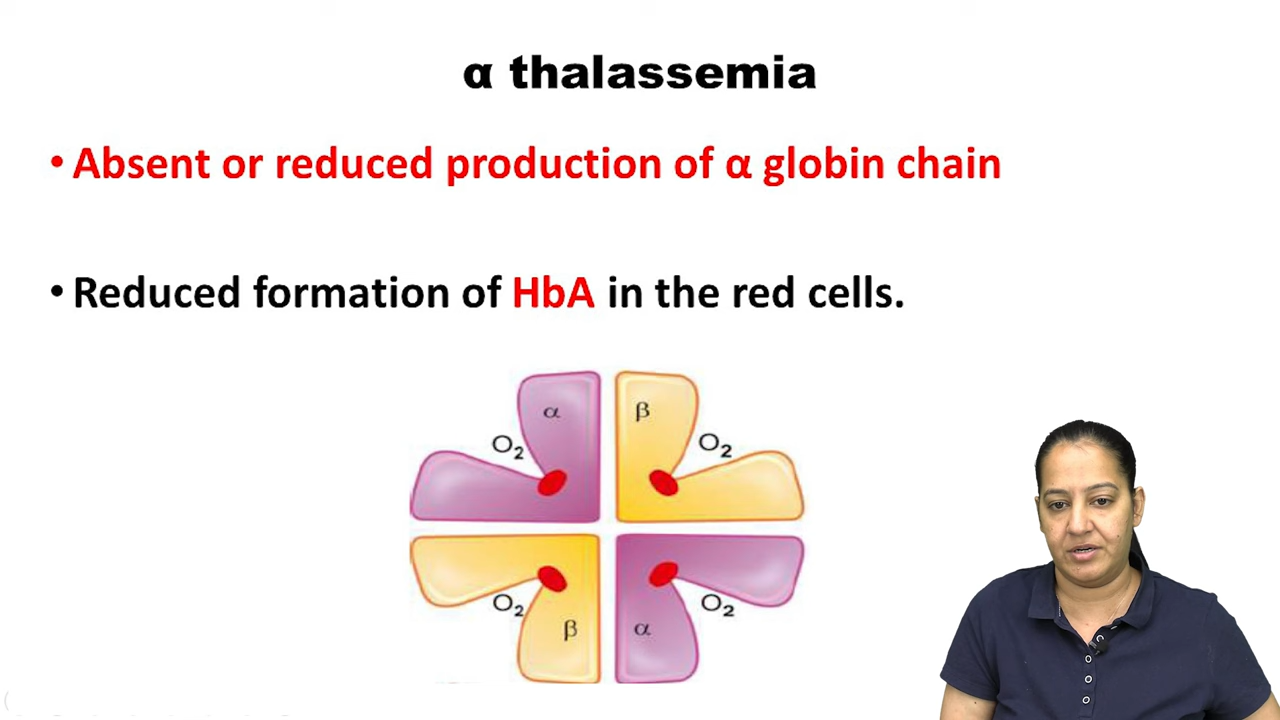 α thalassemia
• Absent or reduced production of α globin chain
• Reduced formation of HbA in the red cells.
α
β
O₂
O₂
O₂
O₂
β
α